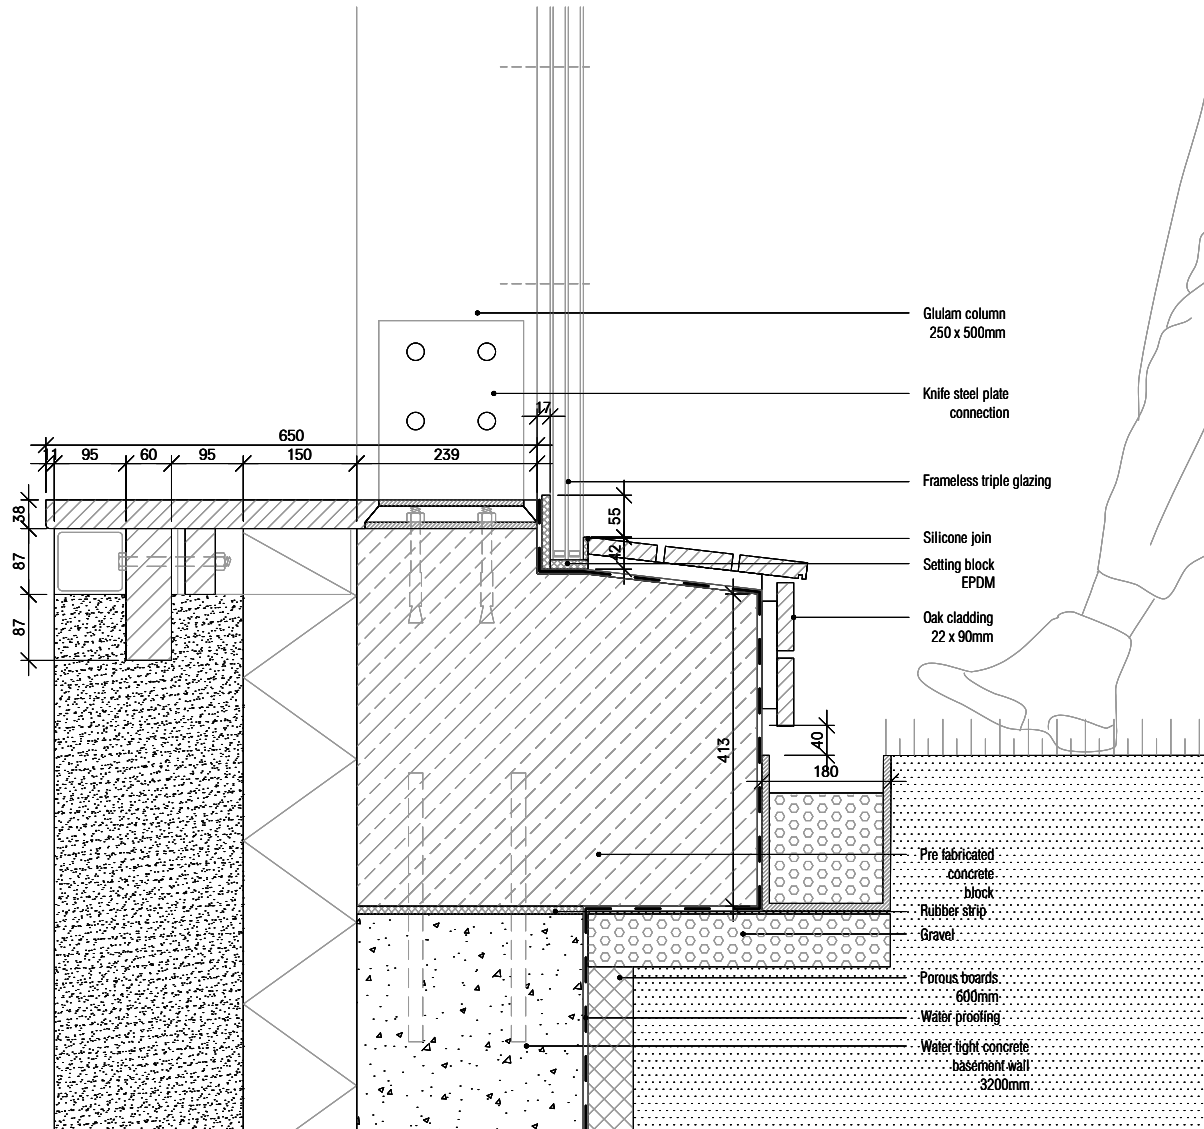 Glulam column
250 x 500mm
Knife steel plate
connection
17
650
11 95 60 95 150 239
Frameless triple glazing
38
55
Silicone join
42
Setting block
EPDM
87
Oak cladding
22 x 90mm
87
40
413
180
Pre fabricated
concrete
block
Rubber strip
Gravel
Porous boards
600mm
Water proofing
Water tight concrete
basement wall
3200mm